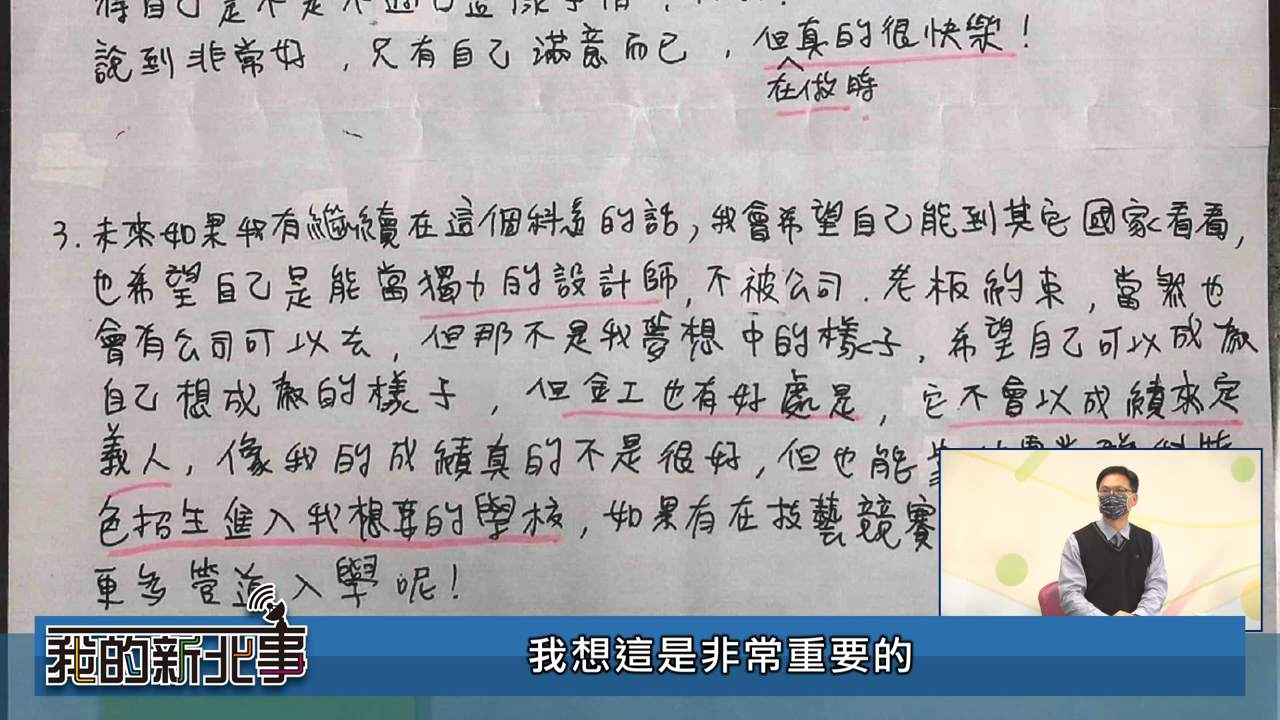 說到非常好，只有自己滿意而已，但真的很快樂！
在做時
3. 未來如果我有繼續在這個科系的話，我會希望自己能到其它國家看看，
也希望自己是能當獨力的設計師，不被公司．老板約束，當然也
會有公司可以去，但那不是我夢想中的樣子，希望自己可以成為
自己想成為的樣子，但金工也有好處是，它不會以成績來定
義人，像我的成績真的不是很好，但也能
色招生進入我想要的學校，如果有在技藝競賽
更多管道入學呢！
我的新北事
我想這是非常重要的